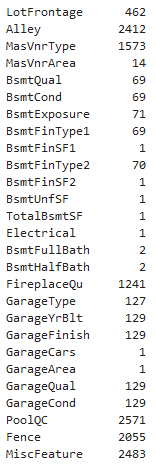 LotFrontage 462
Alley 2412
MasVnrType 1573
MasVnrArea 14
BsmtQual 69
BsmtCond 69
BsmtExposure 71
BsmtFinType1 69
BsmtFinSF1 1
BsmtFinType2 70
BsmtFinSF2 1
BsmtUnfSF 1
TotalBsmtSF 1
Electrical 1
BsmtFullBath 2
BsmtHalfBath 2
FireplaceQu 1241
GarageType 127
GarageYrBlt 129
GarageFinish 129
GarageCars 1
GarageArea 1
GarageQual 129
GarageCond 129
PoolQC 2571
Fence 2055
MiscFeature 2483